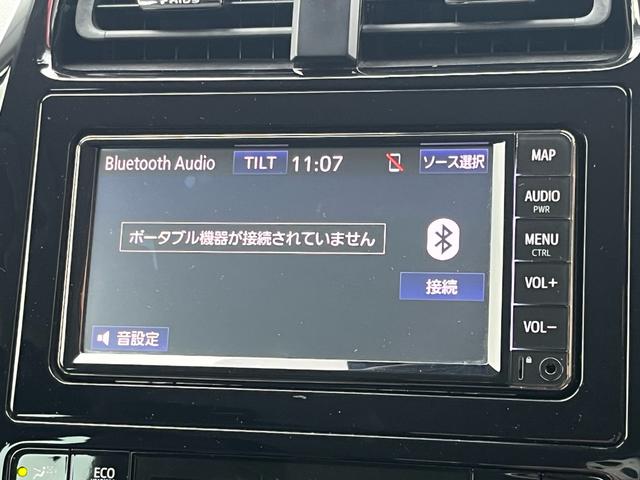 Bluetooth Audio TILT 11:07 ソース選択
ポータブル機器が接続されていません
接続
音設定
MAP
AUDIO
PWR
MENU
CTRL
VOL+
VOL-
ECO